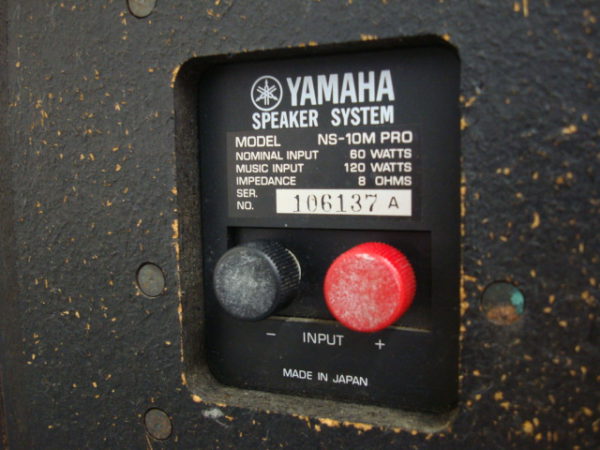 YAMAHA
SPEAKER SYSTEM
MODEL NS-10M PRO
NOMINAL INPUT 60 WATTS
MUSIC INPUT 120 WATTS
IMPEDANCE 8 OHMS
SER.
NO. 106137 A
− INPUT +
MADE IN JAPAN